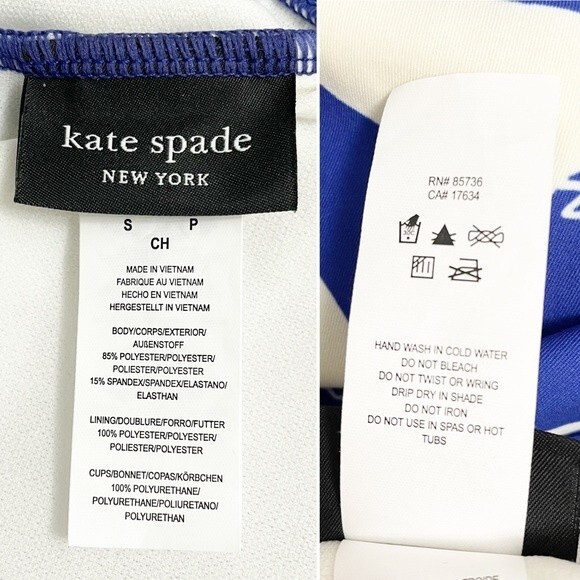 kate spade
NEW YORK
S P
CH
MADE IN VIETNAM
FABRIQUE AU VIETNAM
HECHO EN VIETNAM
HERGESTELLT IN VIETNAM
BODY/CORPS/EXTERIOR/
AUßENSTOFF
85% POLYESTER/POLYESTER/
POLIESTER/POLYESTER
15% SPANDEX/SPANDEX/ELASTANO/
ELASTHAN
LINING/DOUBLURE/FORRO/FUTTER
100% POLYESTER/POLYESTER/
POLIESTER/POLYESTER
CUPS/BONNET/COPAS/KÖRBCHEN
100% POLYURETHANE/
POLYURETHANE/POLIURETANO/
POLYURETHAN
RN# 85736
CA# 17634
30C
HAND WASH IN COLD WATER
DO NOT BLEACH
DO NOT TWIST OR WRING
DRIP DRY IN SHADE
DO NOT IRON
DO NOT USE IN SPAS OR HOT
TUBS